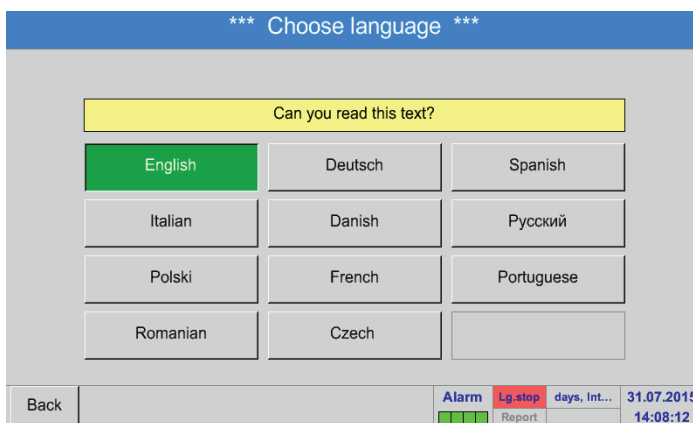 *** Choose language ***
Can you read this text?
English Deutsch Spanish
Italian Danish Русский
Polski French Portuguese
Romanian Czech
Back Alarm Lg.stop days, Int... 31.07.2015
Report 14:08:12